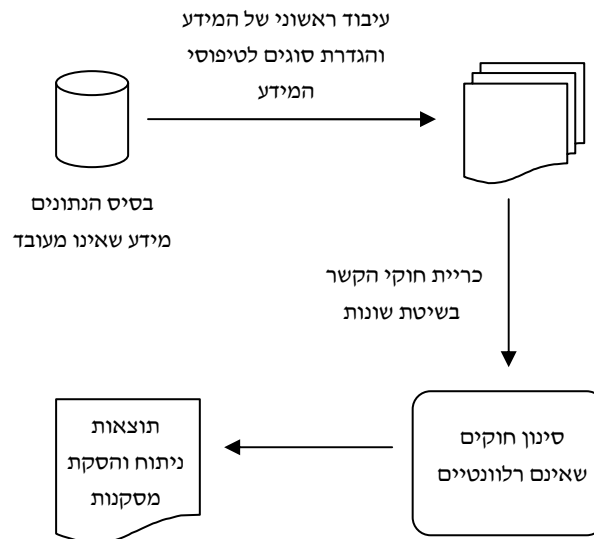 עיבוד ראשוני של המידע
והגדרת סוגים לטיפוסי
המידע
בסיס הנתונים
מידע שאינו מעובד
כריית חוקי הקשר
בשיטת שונות
סינון חוקים
שאינם רלוונטיים
תוצאות
ניתוח והסקת
מסקנות